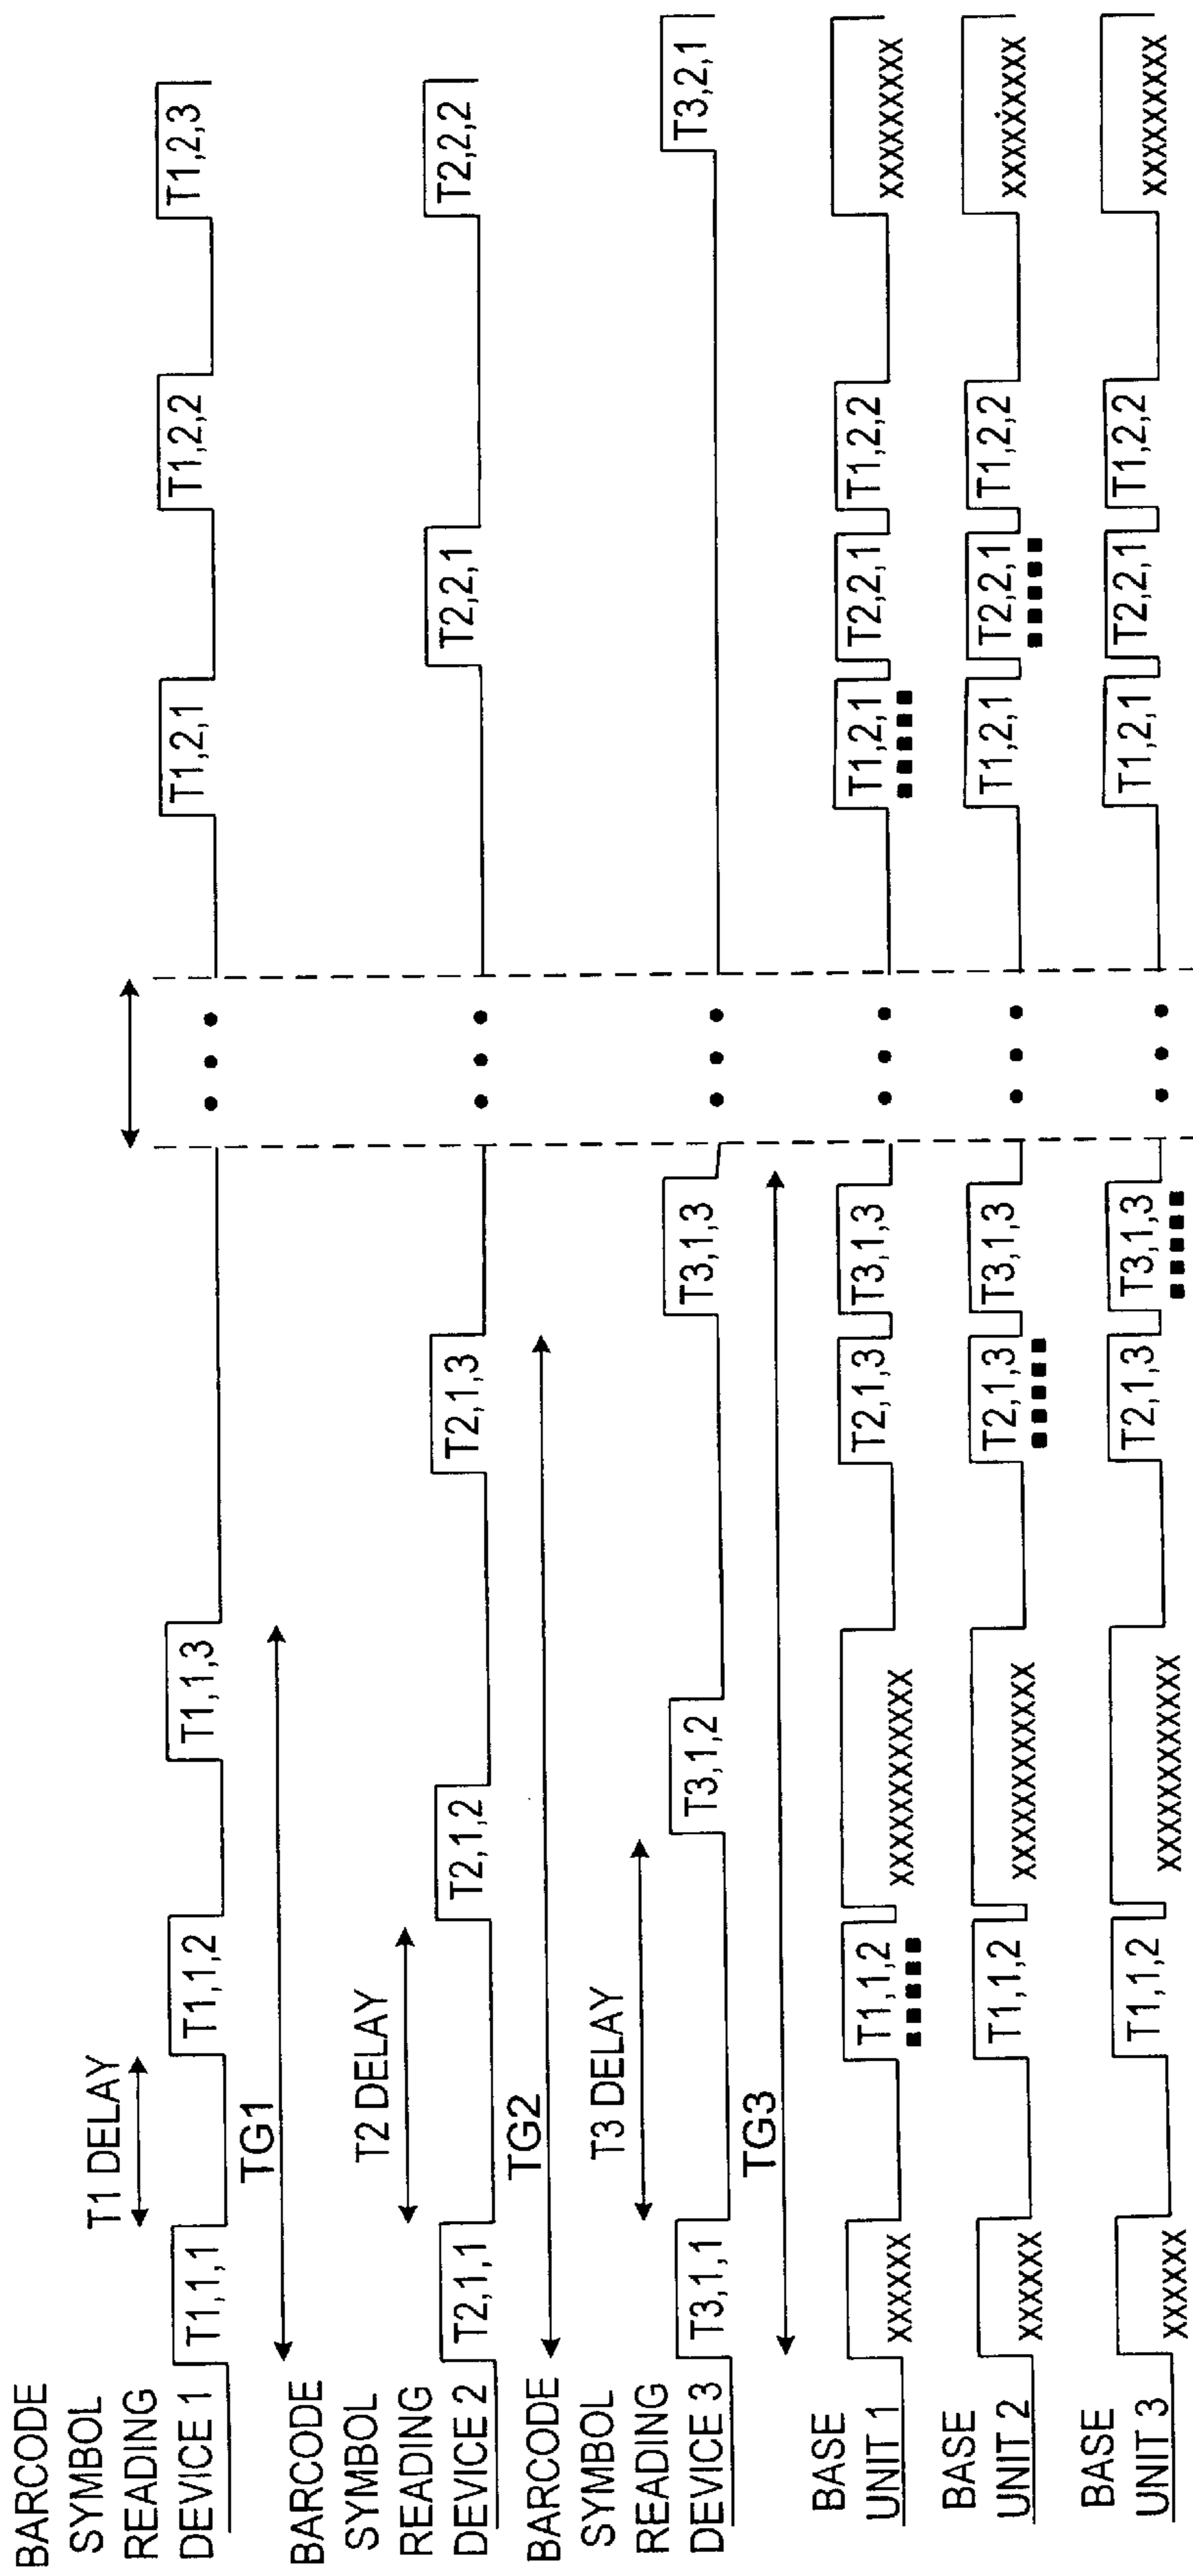 BARCODE
SYMBOL
READING
DEVICE 1
T1,1,1
T1 DELAY
T1,1,2
T1,1,3
T1,2,1
T1,2,2
T1,2,3
TG1
BARCODE
SYMBOL
READING
DEVICE 2
T2,1,1
T2 DELAY
T2,1,2
T2,1,3
T2,2,1
T2,2,2
TG2
BARCODE
SYMBOL
READING
DEVICE 3
T3,1,1
T3 DELAY
T3,1,2
T3,1,3
T3,2,1
TG3
BASE
UNIT 1
XXXXXX
T1,1,2
XXXXXXXXXXXX
T2,1,3
T3,1,3
T1,2,1
T2,2,1
T1,2,2
XXXXXXXX
BASE
UNIT 2
XXXXXX
T1,1,2
XXXXXXXXXXXX
T2,1,3
T3,1,3
T1,2,1
T2,2,1
T1,2,2
XXXXXXXX
BASE
UNIT 3
XXXXXX
T1,1,2
XXXXXXXXXXXX
T2,1,3
T3,1,3
T1,2,1
T2,2,1
T1,2,2
XXXXXXXX